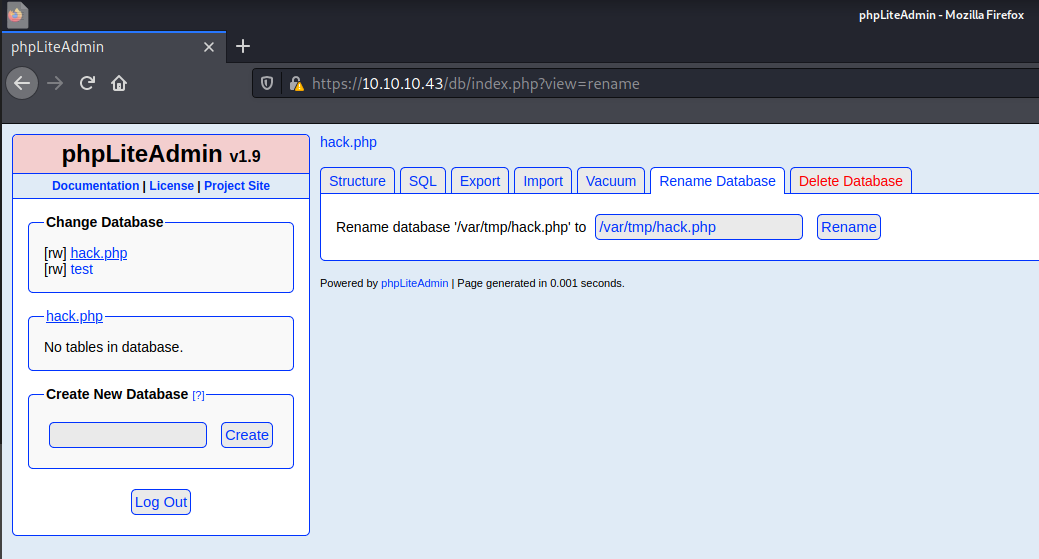 phpLiteAdmin - Mozilla Firefox
phpLiteAdmin
https://10.10.10.43/db/index.php?view=rename
phpLiteAdmin v1.9
Documentation | License | Project Site
Change Database
[rw] hack.php
[rw] test
hack.php
No tables in database.
Create New Database [?]
Create
Log Out
hack.php
Structure SQL Export Import Vacuum Rename Database Delete Database
Rename database '/var/tmp/hack.php' to /var/tmp/hack.php Rename
Powered by phpLiteAdmin | Page generated in 0.001 seconds.